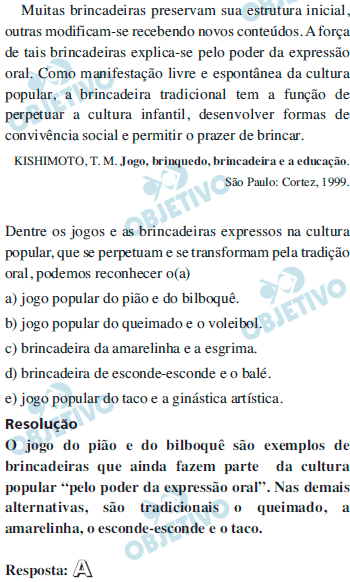 Muitas brincadeiras preservam sua estrutura inicial,
outras modificam-se recebendo novos conteúdos. A força
de tais brincadeiras explica-se pelo poder da expressão
oral. Como manifestação livre e espontânea da cultura
popular, a brincadeira tradicional tem a função de
perpetuar a cultura infantil, desenvolver formas de
convivência social e permitir o prazer de brincar.
KISHIMOTO, T. M. Jogo, brinquedo, brincadeira e a educação.
São Paulo: Cortez, 1999.
Dentre os jogos e as brincadeiras expressos na cultura
popular, que se perpetuam e se transformam pela tradição
oral, podemos reconhecer o(a)
a) jogo popular do pião e do bilboquê.
b) jogo popular do queimado e o voleibol.
c) brincadeira da amarelinha e a esgrima.
d) brincadeira de esconde-esconde e o balé.
e) jogo popular do taco e a ginástica artística.
Resolução
O jogo do pião e do bilboquê são exemplos de
brincadeiras que ainda fazem parte da cultura
popular “pelo poder da expressão oral”. Nas demais
alternativas, são tradicionais o queimado, a
amarelinha, o esconde-esconde e o taco.
Resposta: A
OBJETIVO
OBJETIVO
OBJETIVO
OBJETIVO
OBJETIVO
OBJETIVO